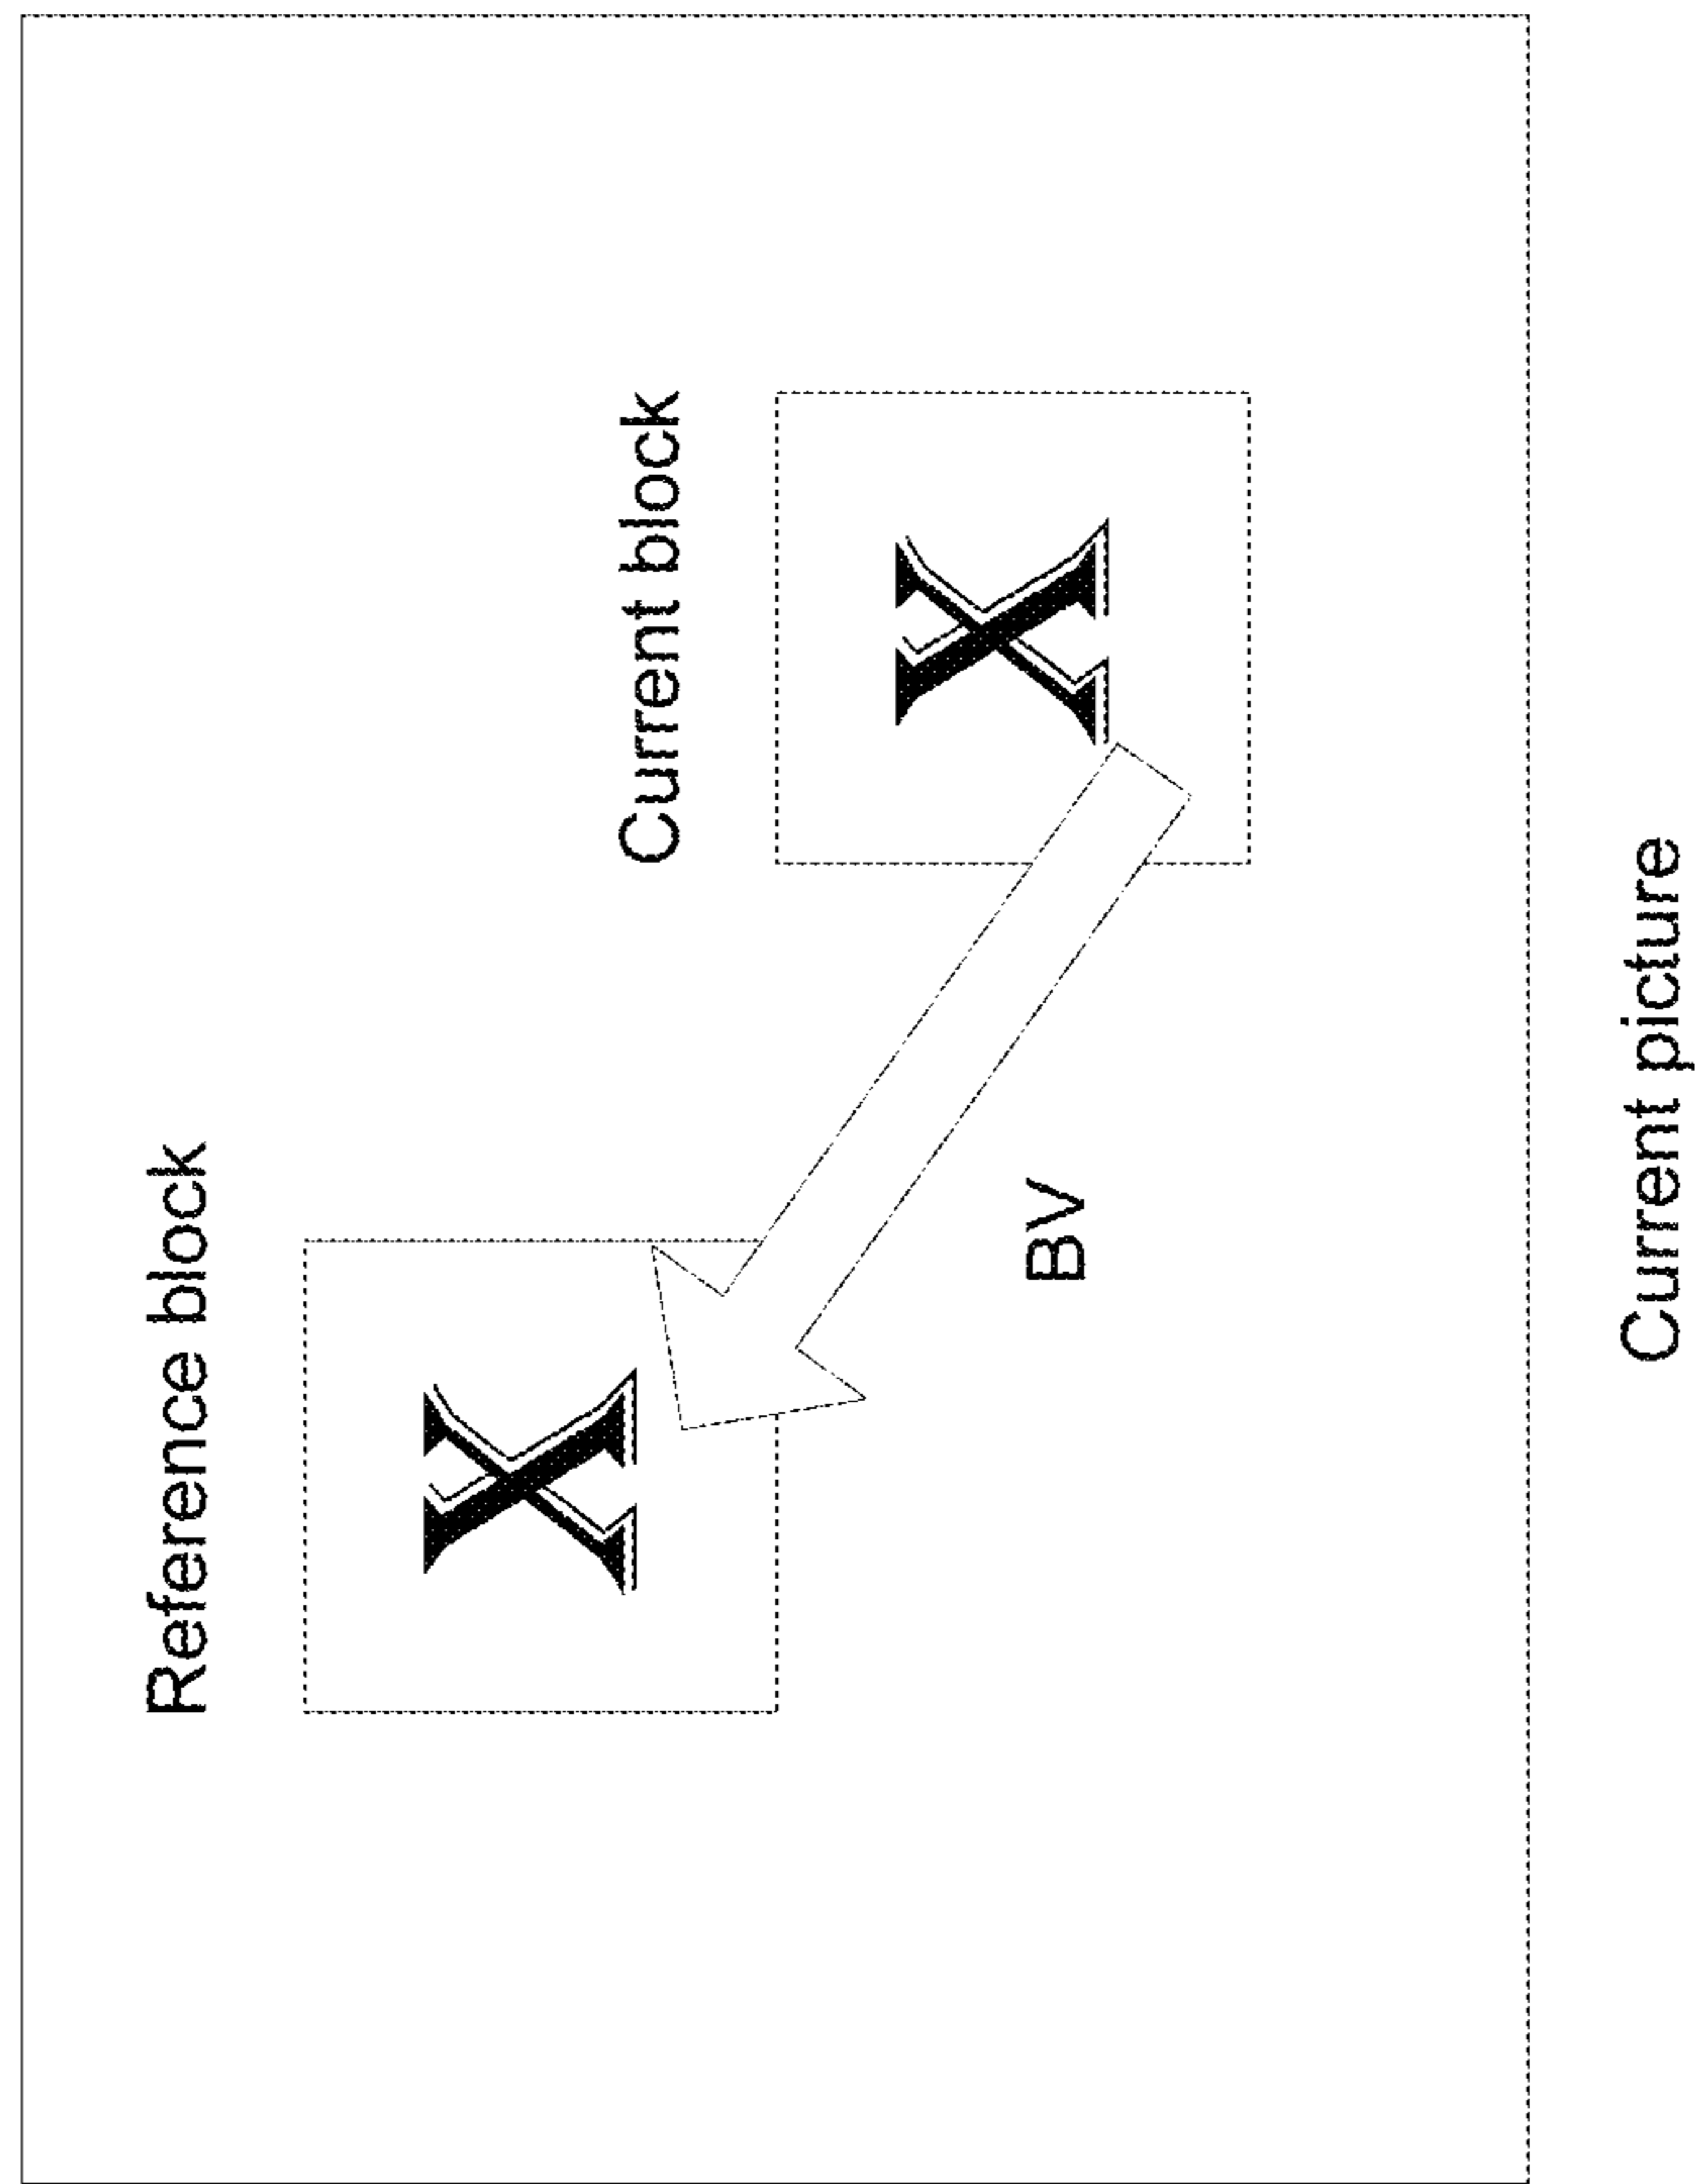 Reference block
Current block
X
X
BV
Current picture